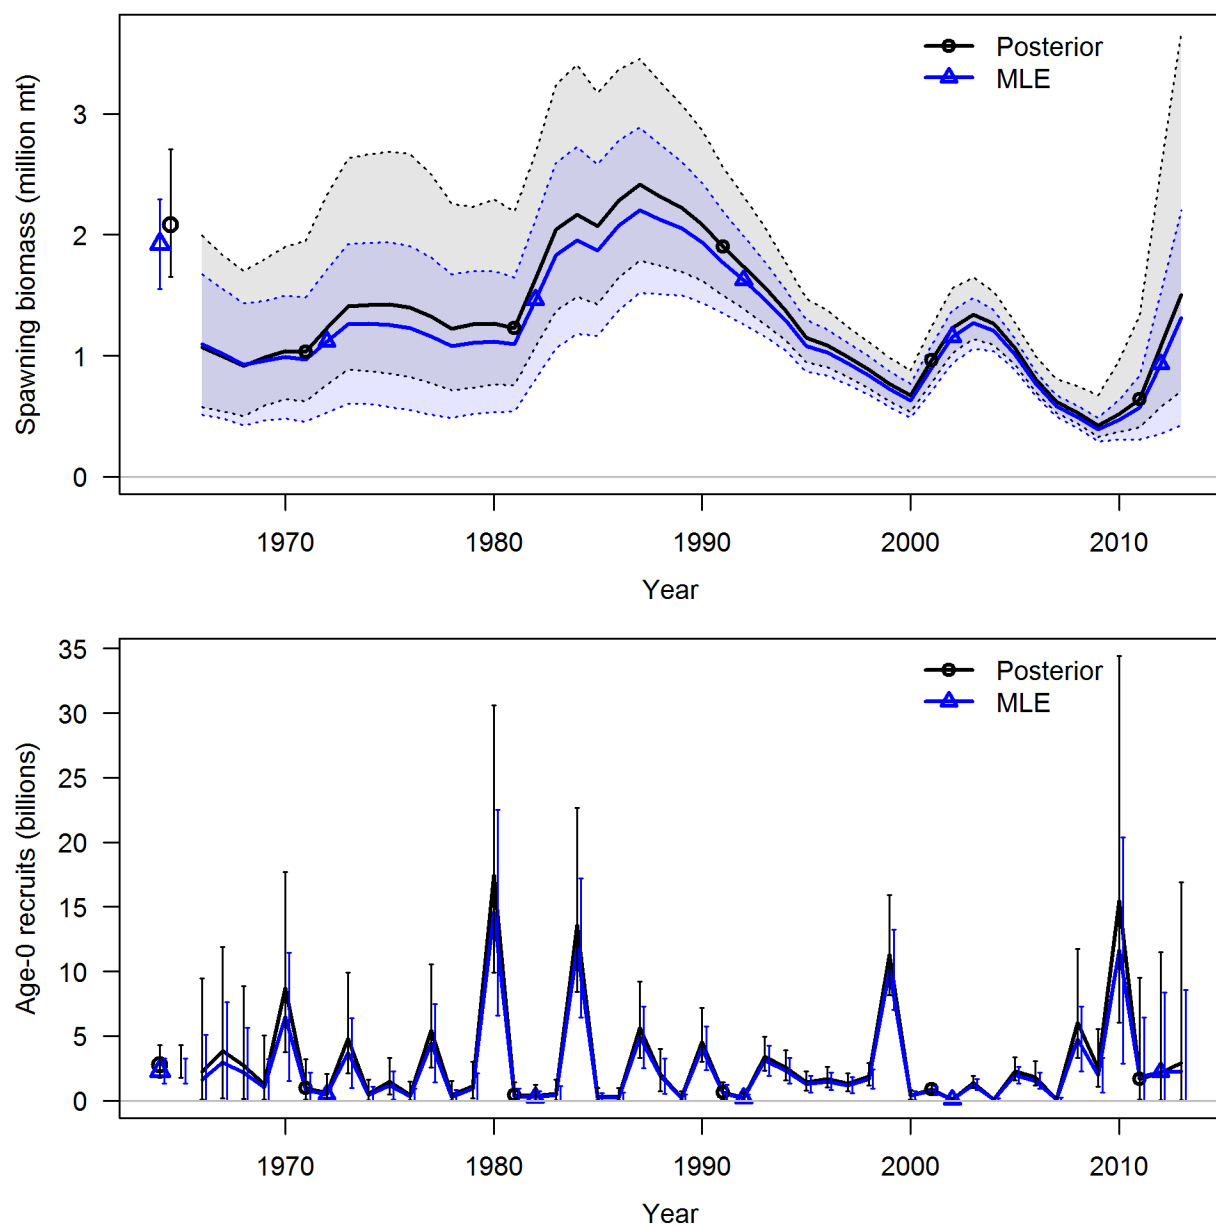 Spawning biomass (million mt)
3
2
1
0
Posterior
MLE
1970 1980 1990 2000 2010
Year
Age-0 recruits (billions)
35
30
25
20
15
10
5
0
Posterior
MLE
1970 1980 1990 2000 2010
Year